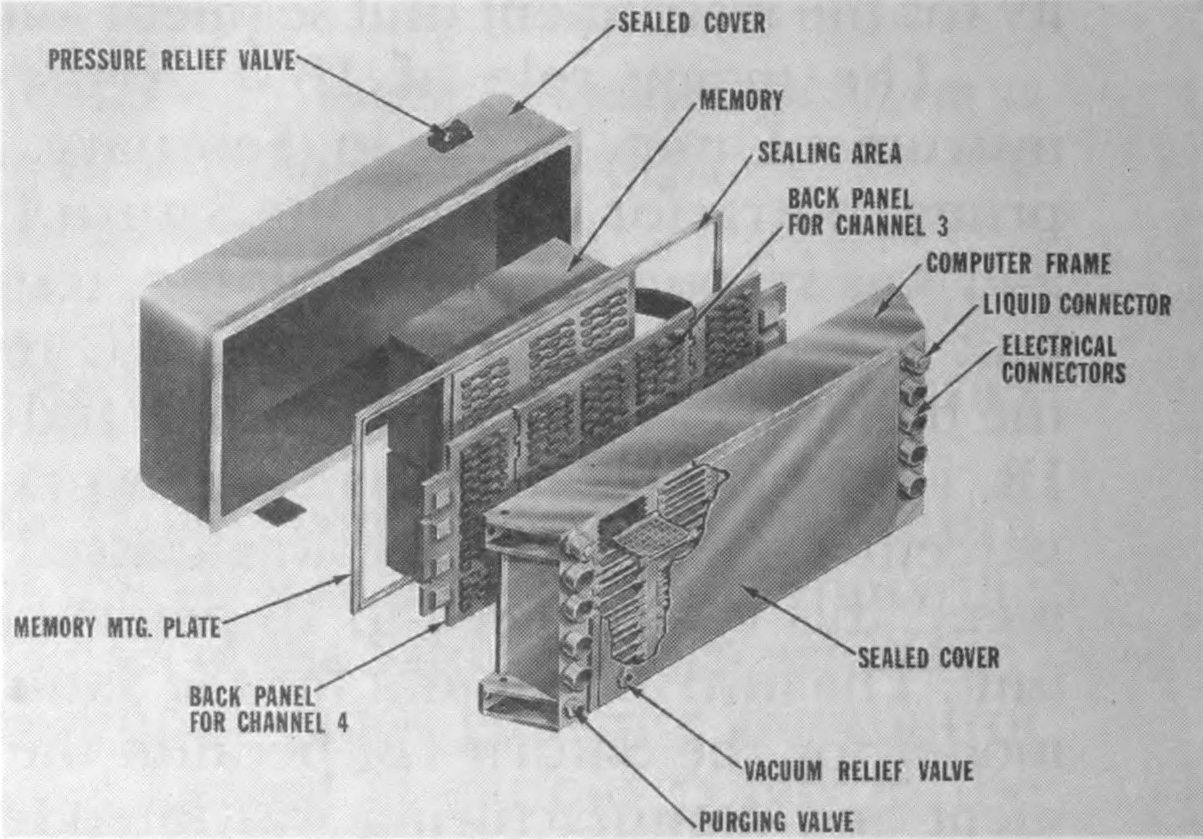 SEALED COVER
PRESSURE RELIEF VALVE
MEMORY
SEALING AREA
BACK PANEL
FOR CHANNEL 3
COMPUTER FRAME
LIQUID CONNECTOR
ELECTRICAL
CONNECTORS
MEMORY MTG. PLATE
SEALED COVER
BACK PANEL
FOR CHANNEL 4
VACUUM RELIEF VALVE
PURGING VALVE